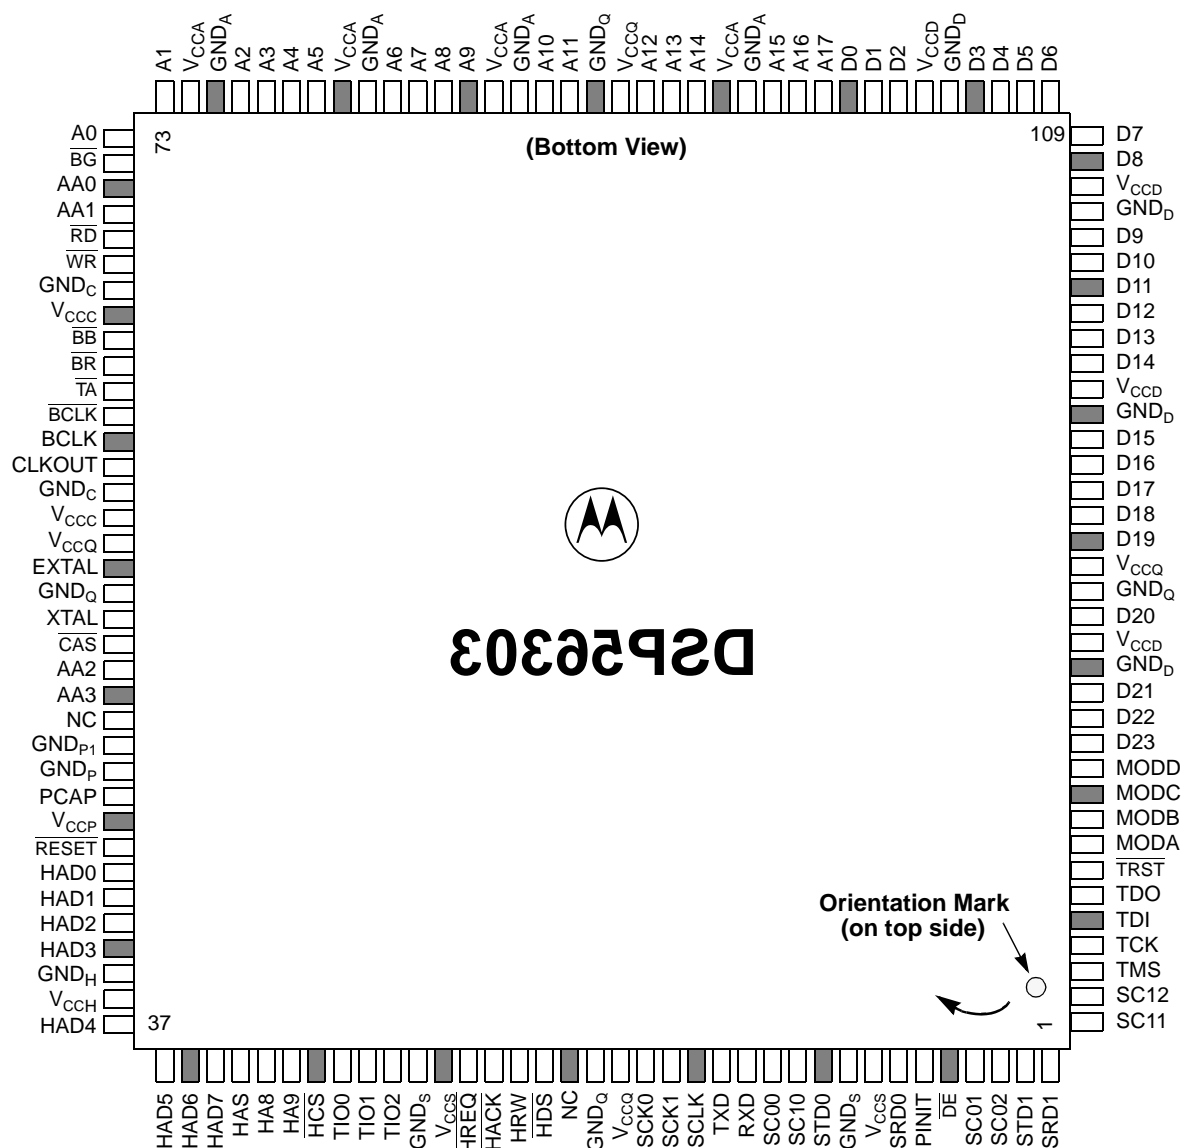 A1
VCCA
GNDA
A2
A3
A4
A5
VCCA
GNDA
A6
A7
A8
A9
VCCA
GNDA
A10
A11
GNDQ
VCCQ
A12
A13
A14
VCCA
GNDA
A15
A16
A17
D0
D1
D2
VCCD
GNDD
D3
D4
D5
D6
73
(Bottom View)
109
A0
BG
AA0
AA1
RD
WR
GNDC
VCCC
BB
BR
TA
BCLK
BCLK
CLKOUT
GNDC
VCCC
VCCQ
EXTAL
GNDQ
XTAL
CAS
AA2
AA3
NC
GNDP1
GNDP
PCAP
VCCP
RESET
HAD0
HAD1
HAD2
HAD3
GNDH
VCCH
HAD4
D7
D8
VCCD
GNDD
D9
D10
D11
D12
D13
D14
VCCD
GNDD
D15
D16
D17
D18
D19
VCCQ
GNDQ
D20
VCCD
GNDD
D21
D22
D23
MODD
MODC
MODB
MODA
TRST
TDO
TDI
TCK
TMS
SC12
SC11
DSP56303
Orientation Mark
(on top side)
37
1
HAD5
HAD6
HAD7
HAS
HA8
HA9
HCS
TIO0
TIO1
TIO2
GNDS
VCCS
HREQ
HACK
HRW
HDS
NC
GNDQ
VCCQ
SCK0
SCK1
SCLK
TXD
RXD
SC00
SC10
STD0
GNDS
VCCS
SRD0
PINIT
DE
SC01
SC02
STD1
SRD1